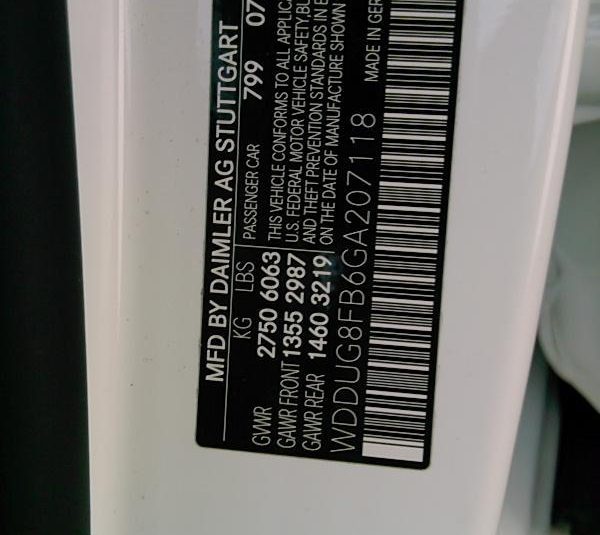 MFD BY DAIMLER AG STUTTGART 07
KG LBS PASSENGER CAR 799
GWR 2750 6063 THIS VEHICLE CONFORMS TO ALL
GAWR FRONT 1355 2987 U.S. FEDERAL MOTOR VEHICLE SAFETY,
GAWR REAR 1460 3219 AND THEFT PREVENTION STANDARDS IN
ON THE DATE OF MANUFACTURE SHOWN
WDDUG8FB6GA207118 MADE IN GER